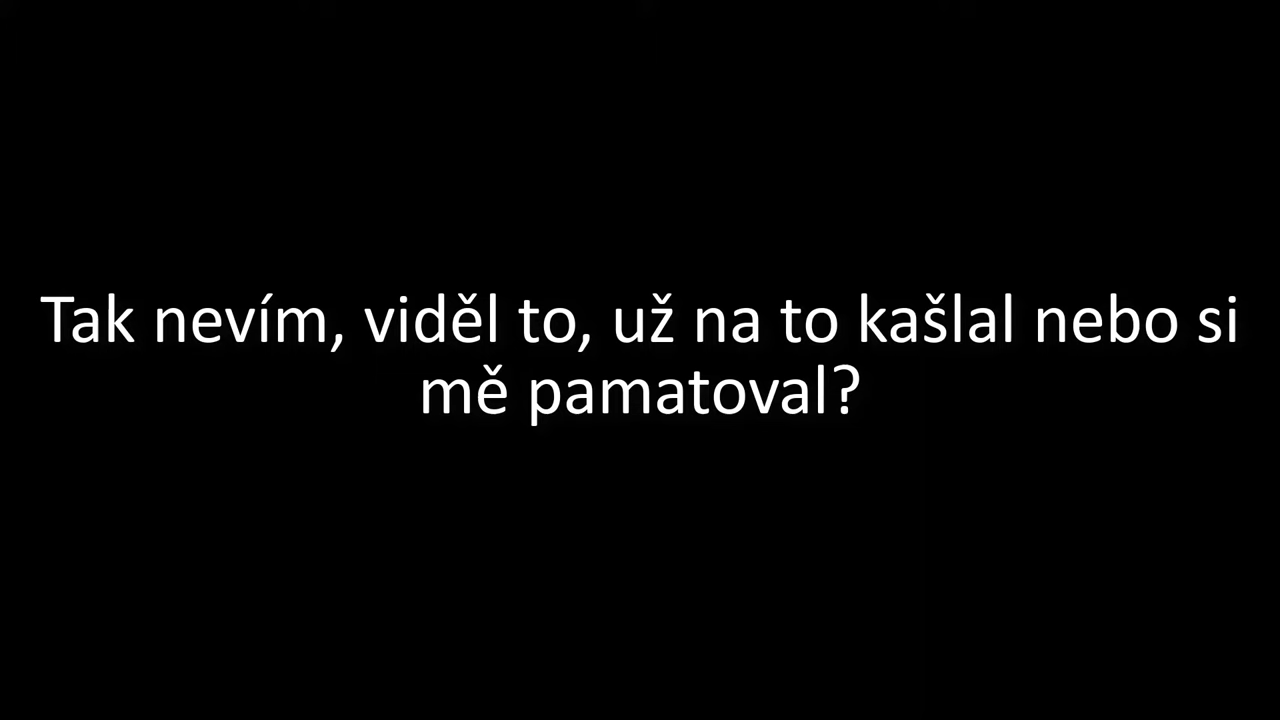 Tak nevím, viděl to, už na to kašlal nebo si
mě pamatoval?